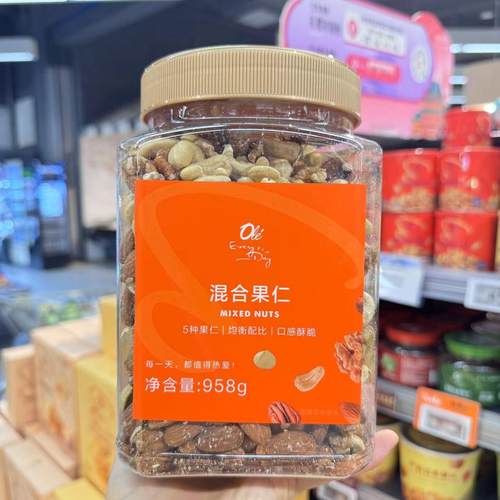 Olé
Every
Day
混合果仁
MIXED NUTS
5种果仁|均衡配比|口感酥脆
每一天，都值得热爱！
净含量:958g